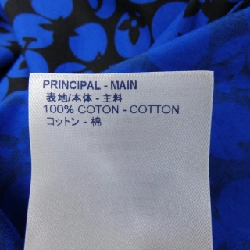 PRINCIPAL - MAIN
表地/本体 - 主料
100% COTON - COTTON
コットン - 棉